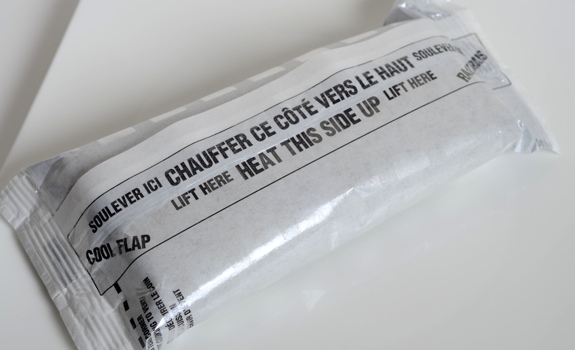 SOULEVER ICI CHAUFFER CE CÔTÉ VERS LE HAUT SOULEVER
LIFT HERE HEAT THIS SIDE UP LIFT HERE
COOL FLAP